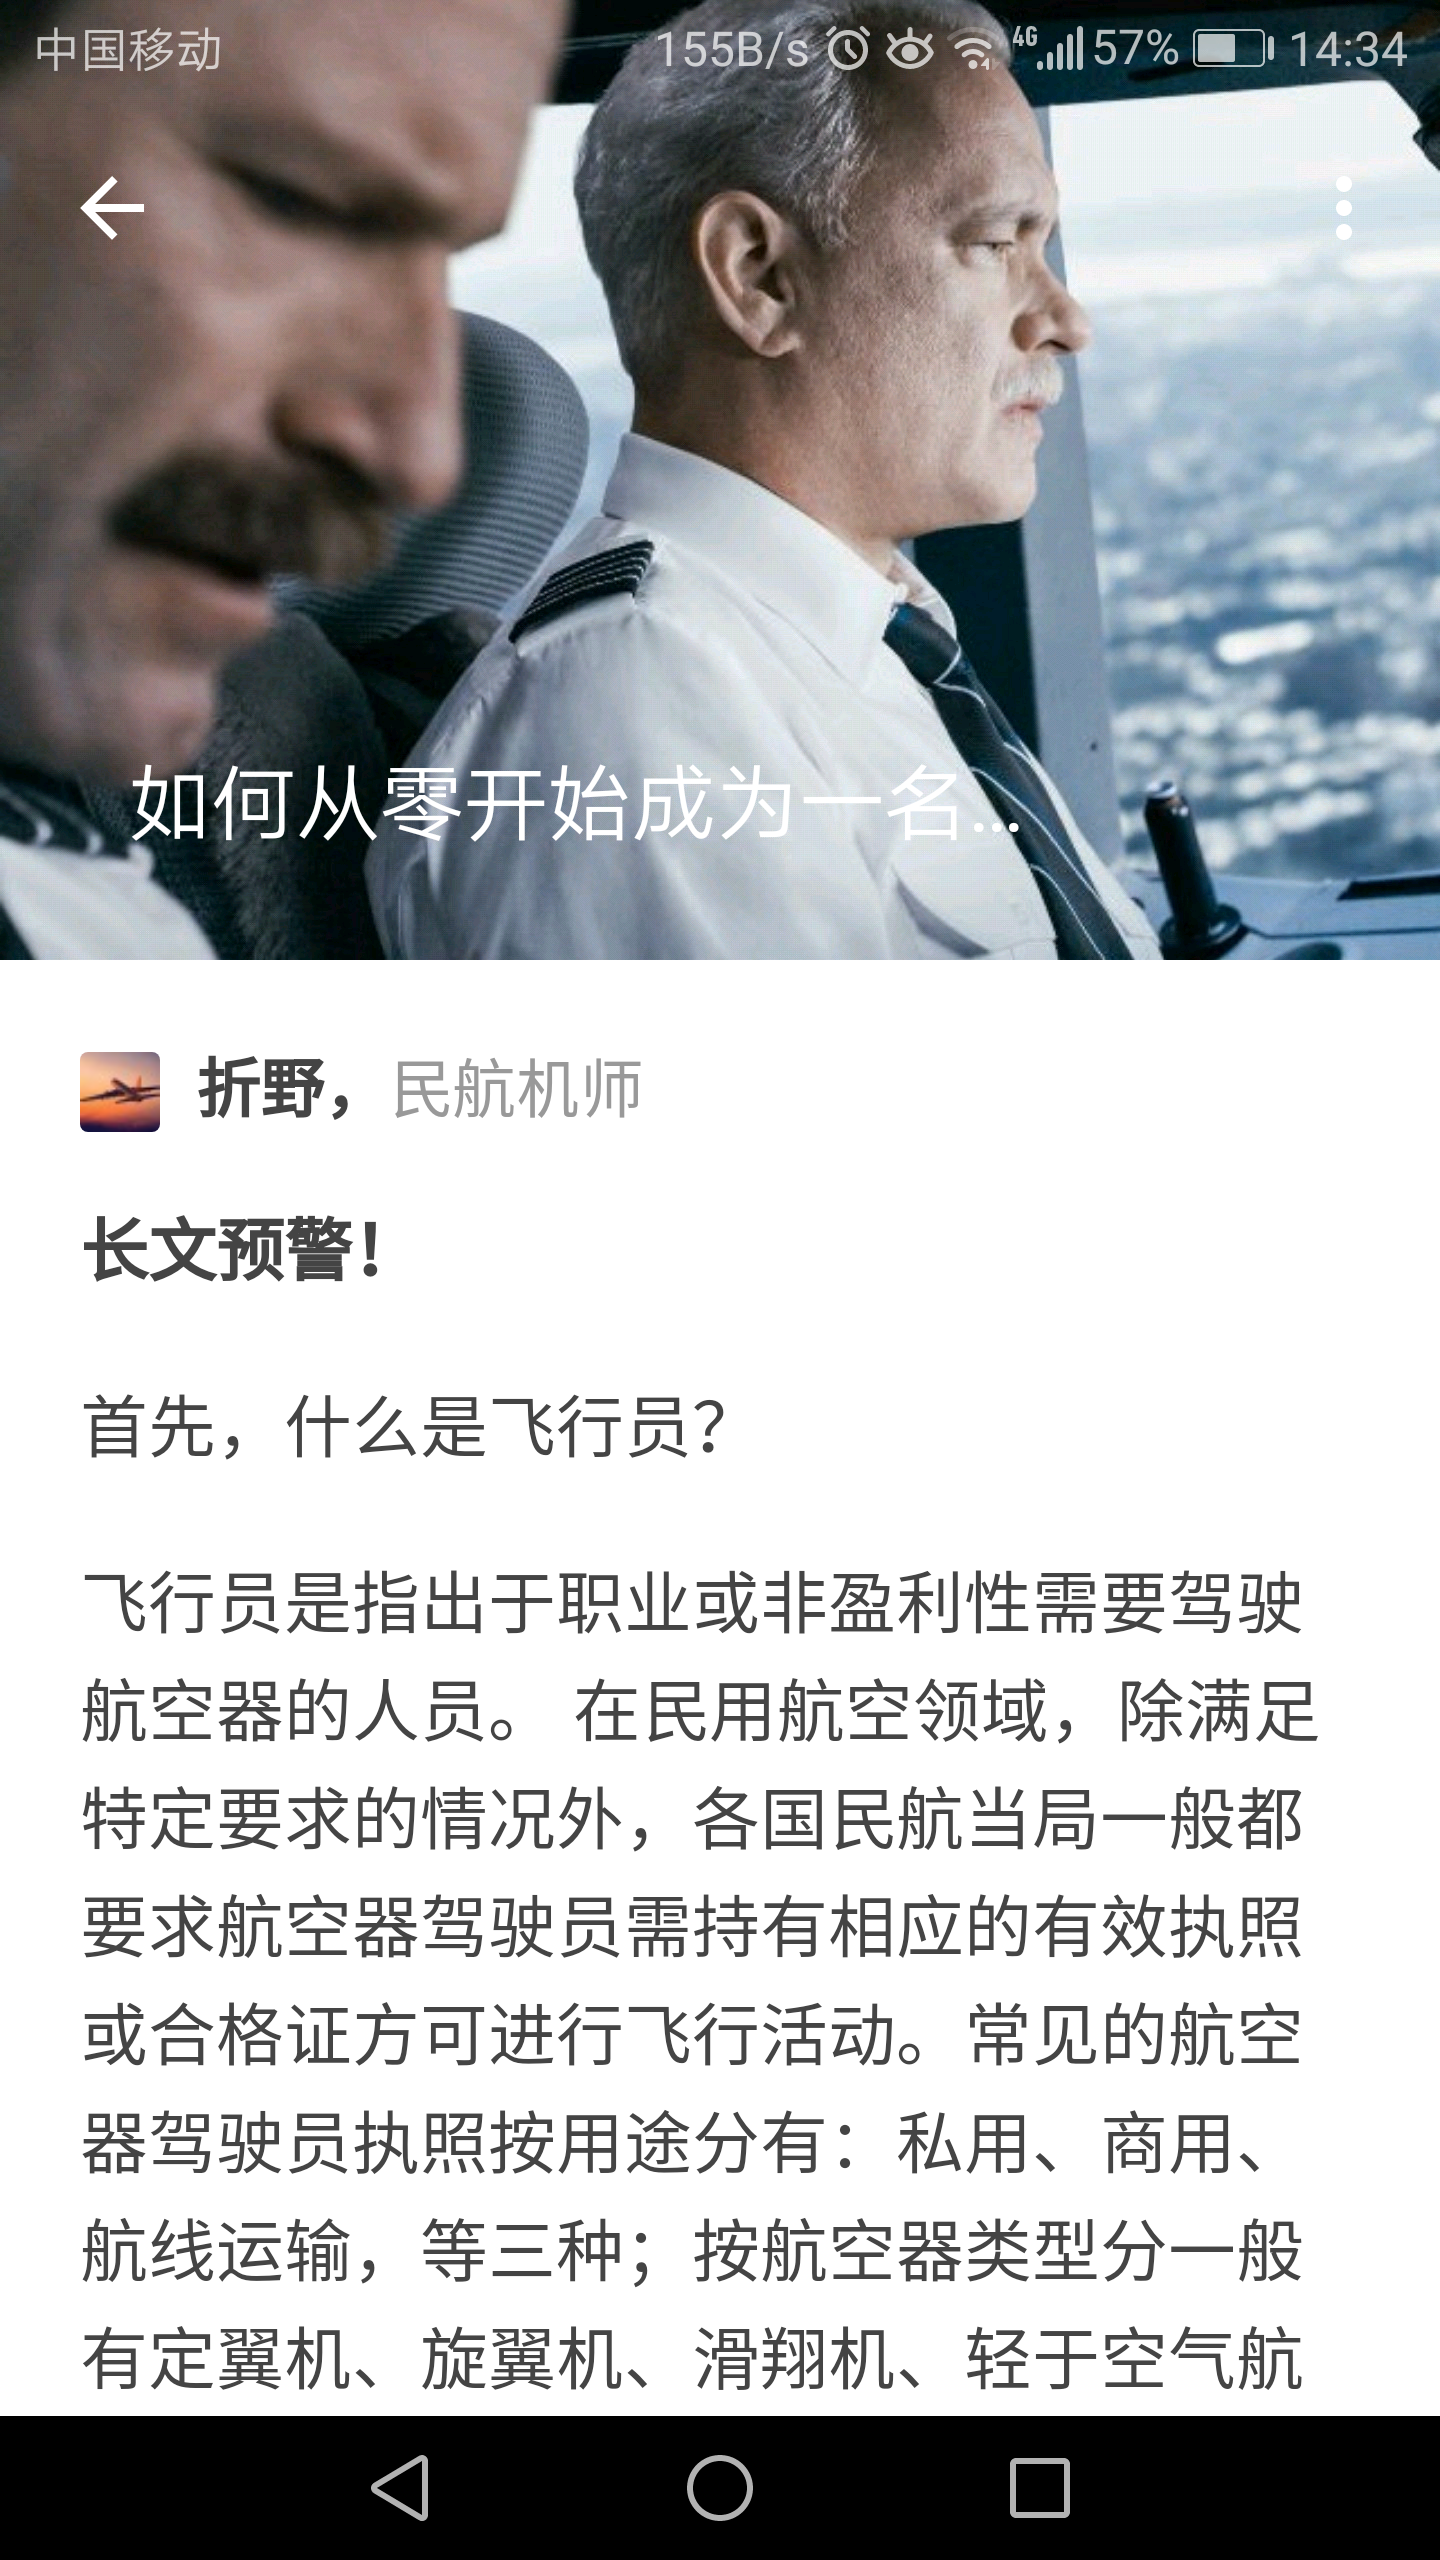 中国移动 155B/s 4G 57% 14:34
如何从零开始成为一名...
折野，民航机师
长文预警！
首先，什么是飞行员？
飞行员是指出于职业或非盈利性需要驾驶
航空器的人员。 在民用航空领域，除满足
特定要求的情况外，各国民航当局一般都
要求航空器驾驶员需持有相应的有效执照
或合格证方可进行飞行活动。常见的航空
器驾驶员执照按用途分有：私用、商用、
航线运输，等三种；按航空器类型分一般
有定翼机、旋翼机、滑翔机、轻于空气航